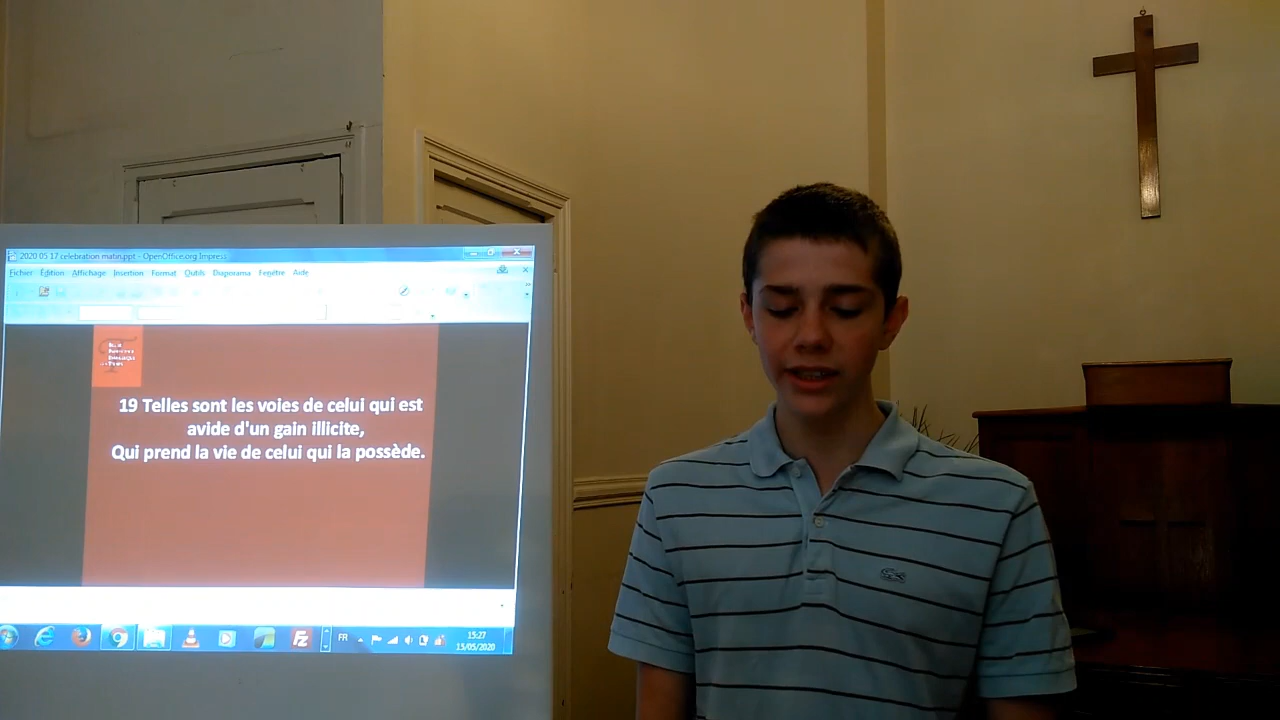 2020 05 17 celebration matin.ppt - OpenOffice.org Impress
Fichier Édition Affichage Insertion Format Outils Diaporama Fenêtre Aide
19 Telles sont les voies de celui qui est
avide d'un gain illicite,
Qui prend la vie de celui qui la possède.
FR
15:27
15/05/2020